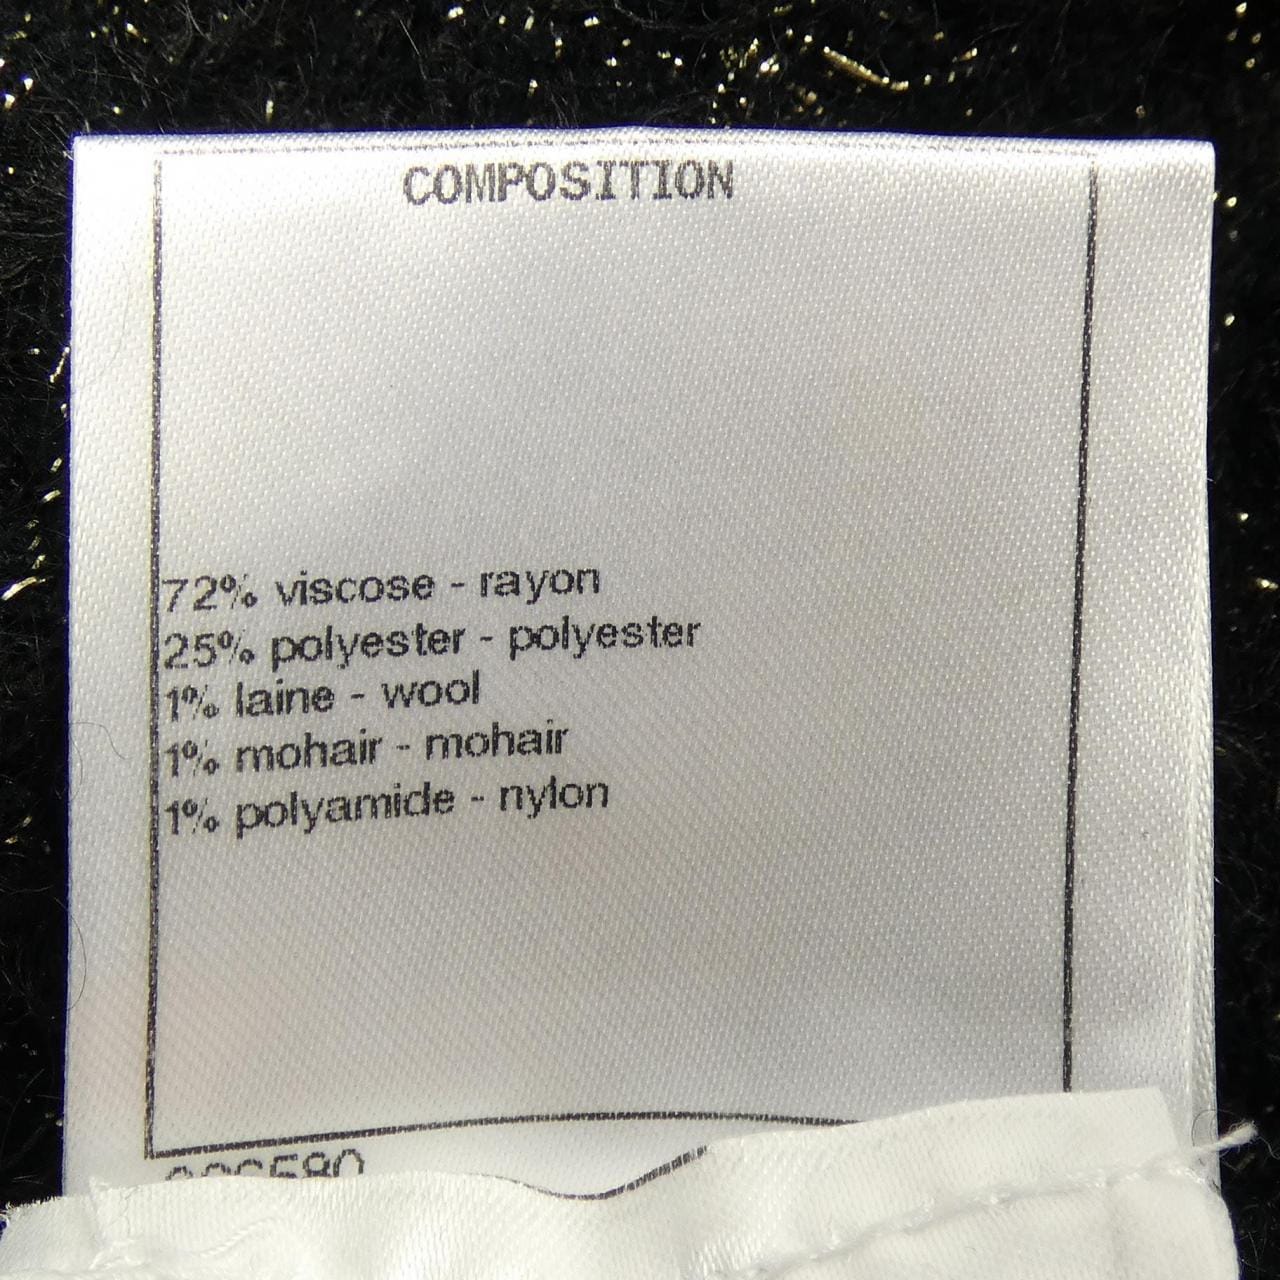 COMPOSITION
72% viscose - rayon
25% polyester - polyester
1% laine - wool
1% mohair - mohair
1% polyamide - nylon